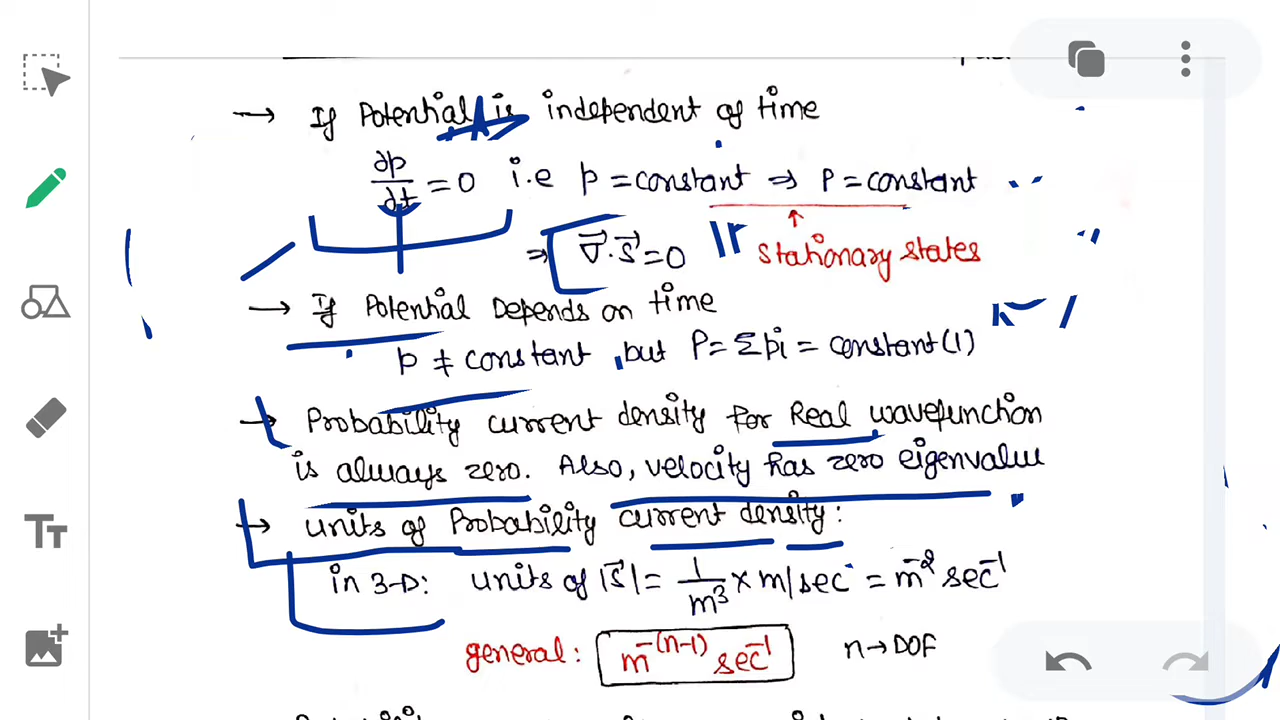 → If Potential is independent of time
∂p/∂t = 0 i.e p = constant ⇒ P = constant
⇒ ∇⃗·S⃗ = 0 stationary states
→ If Potential Depends on time
p ≠ constant, but P = Σpi = constant (1)
→ Probability current density for Real wavefunction
is always zero. Also, velocity has zero eigenvalue
→ units of Probability current density:
in 3-D: units of |S⃗| = 1/m³ × m/sec = m⁻² sec⁻¹
general: m⁻⁽ⁿ⁻¹⁾ sec⁻¹ n → DOF
TT